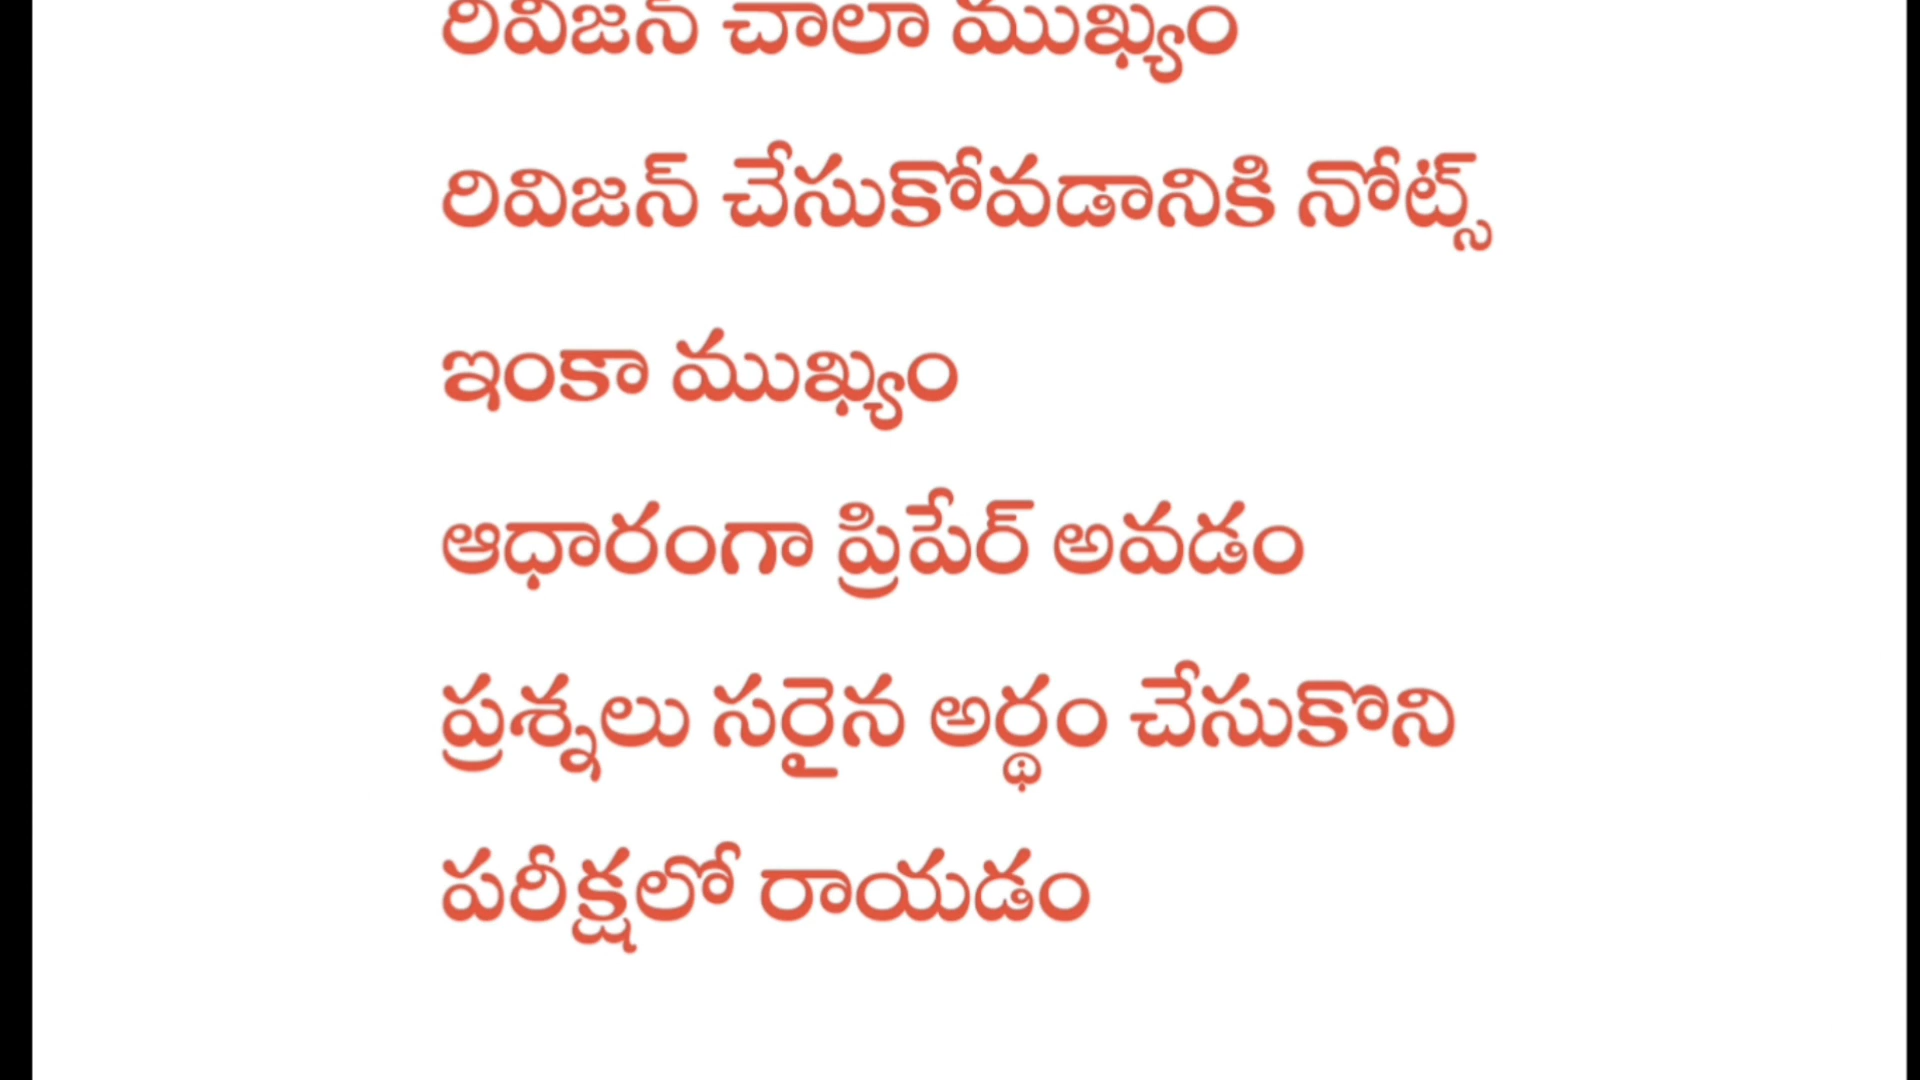 రివిజన్ చాలా ముఖ్యం
రివిజన్ చేసుకోవడానికి నోట్స్
ఇంకా ముఖ్యం
ఆధారంగా ప్రిపేర్ అవడం
ప్రశ్నలు సరైన అర్థం చేసుకొని
పరీక్షలో రాయడం